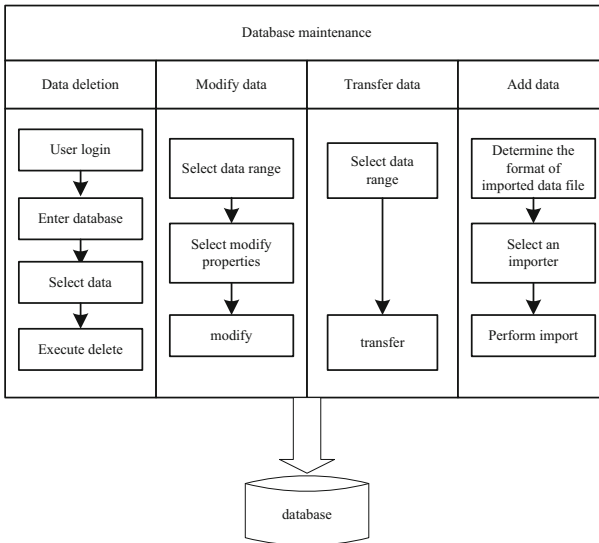 Database maintenance
Data deletion
Modify data
Transfer data
Add data
User login
Enter database
Select data
Execute delete
Select data range
Select modify
properties
modify
Select data
range
transfer
Determine the
format of
imported data file
Select an
importer
Perform import
database